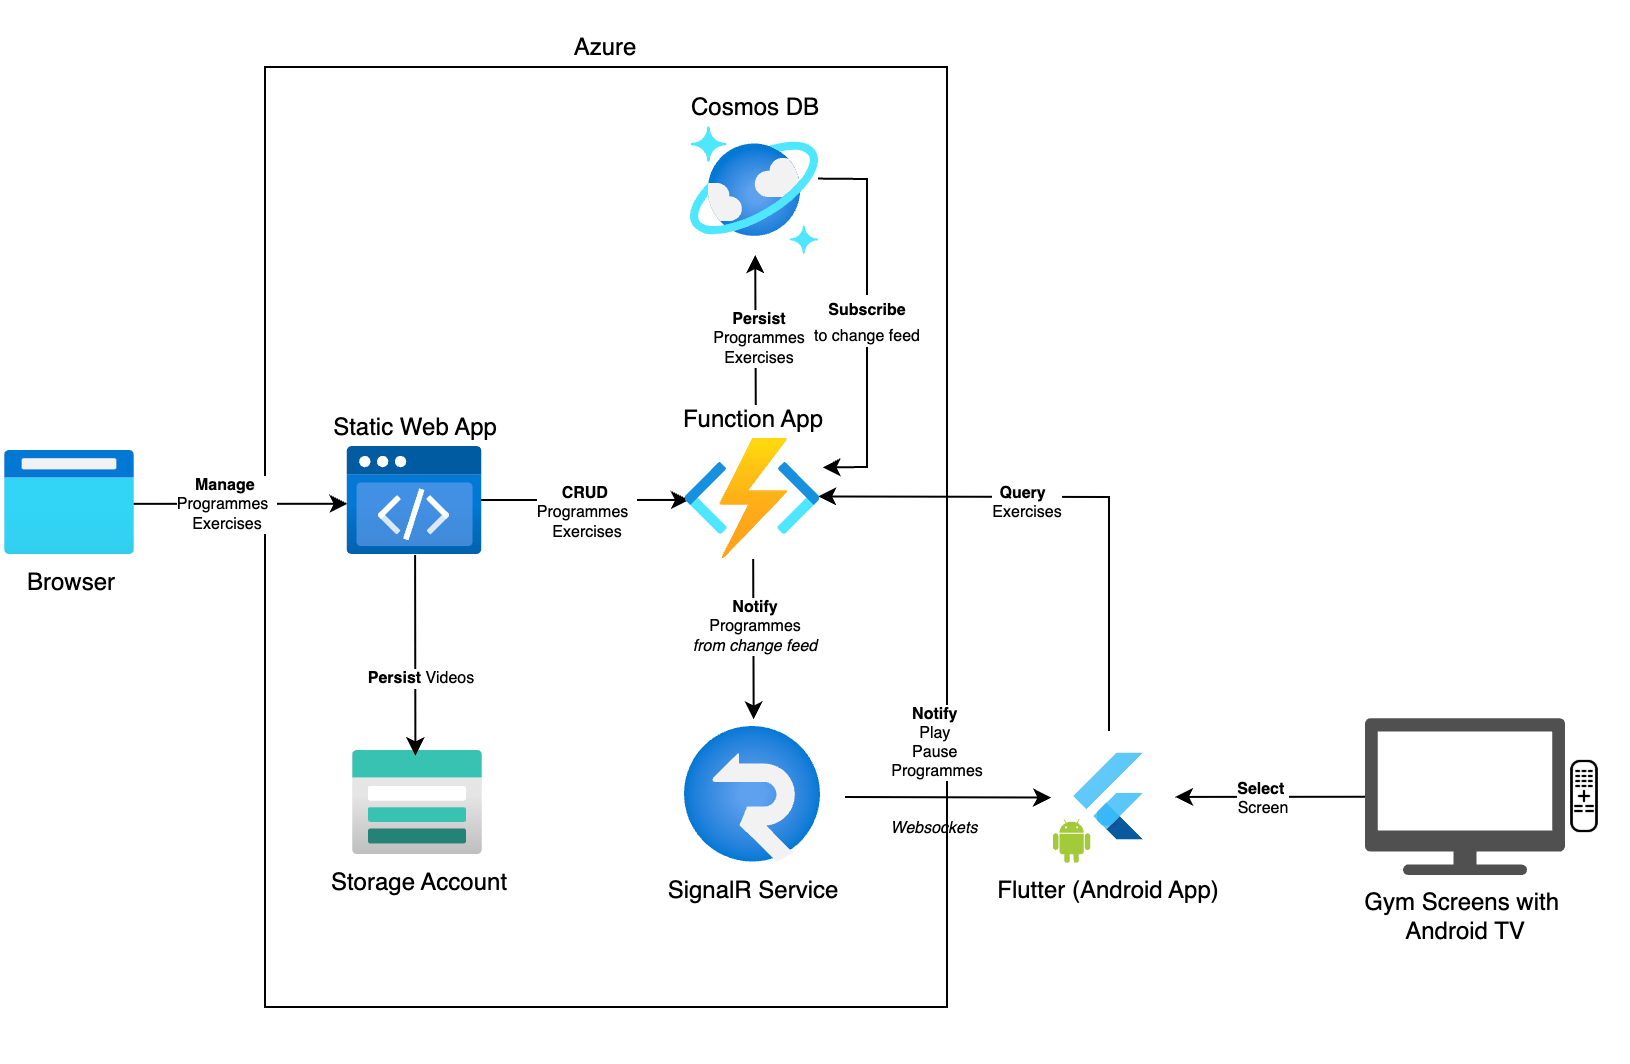 Azure
Cosmos DB
Persist
Programmes
Exercises
Subscribe
to change feed
Function App
Static Web App
Manage
Programmes
Exercises
CRUD
Programmes
Exercises
Query
Exercises
Browser
Notify
Programmes
from change feed
Persist Videos
Notify
Play
Pause
Programmes
Websockets
Select
Screen
Storage Account
SignalR Service
Flutter (Android App)
Gym Screens with
Android TV